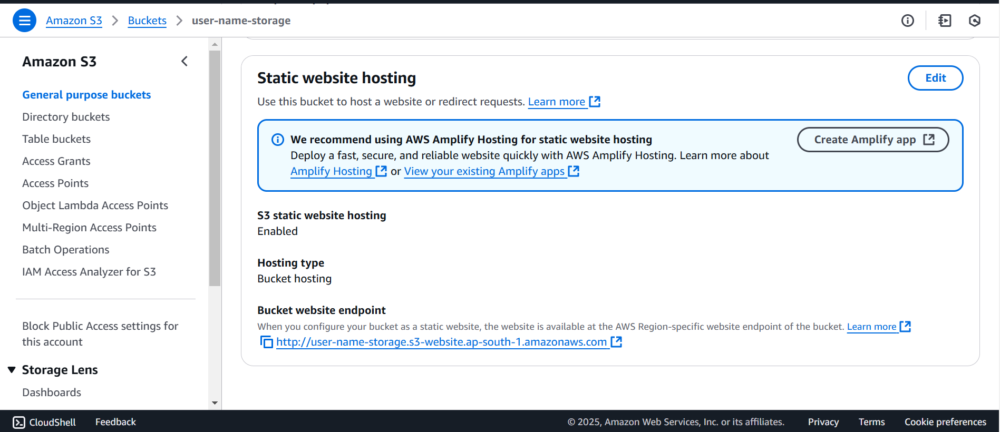 Amazon S3 > Buckets > user-name-storage
Amazon S3
General purpose buckets
Directory buckets
Table buckets
Access Grants
Access Points
Object Lambda Access Points
Multi-Region Access Points
Batch Operations
IAM Access Analyzer for S3
Block Public Access settings for
this account
Storage Lens
Dashboards
Static website hosting
Edit
Use this bucket to host a website or redirect requests. Learn more
We recommend using AWS Amplify Hosting for static website hosting
Create Amplify app
Deploy a fast, secure, and reliable website quickly with AWS Amplify Hosting. Learn more about
Amplify Hosting or View your existing Amplify apps
S3 static website hosting
Enabled
Hosting type
Bucket hosting
Bucket website endpoint
When you configure your bucket as a static website, the website is available at the AWS Region-specific website endpoint of the bucket. Learn more
http://user-name-storage.s3-website.ap-south-1.amazonaws.com
CloudShell Feedback © 2025, Amazon Web Services, Inc. or its affiliates. Privacy Terms Cookie preferences